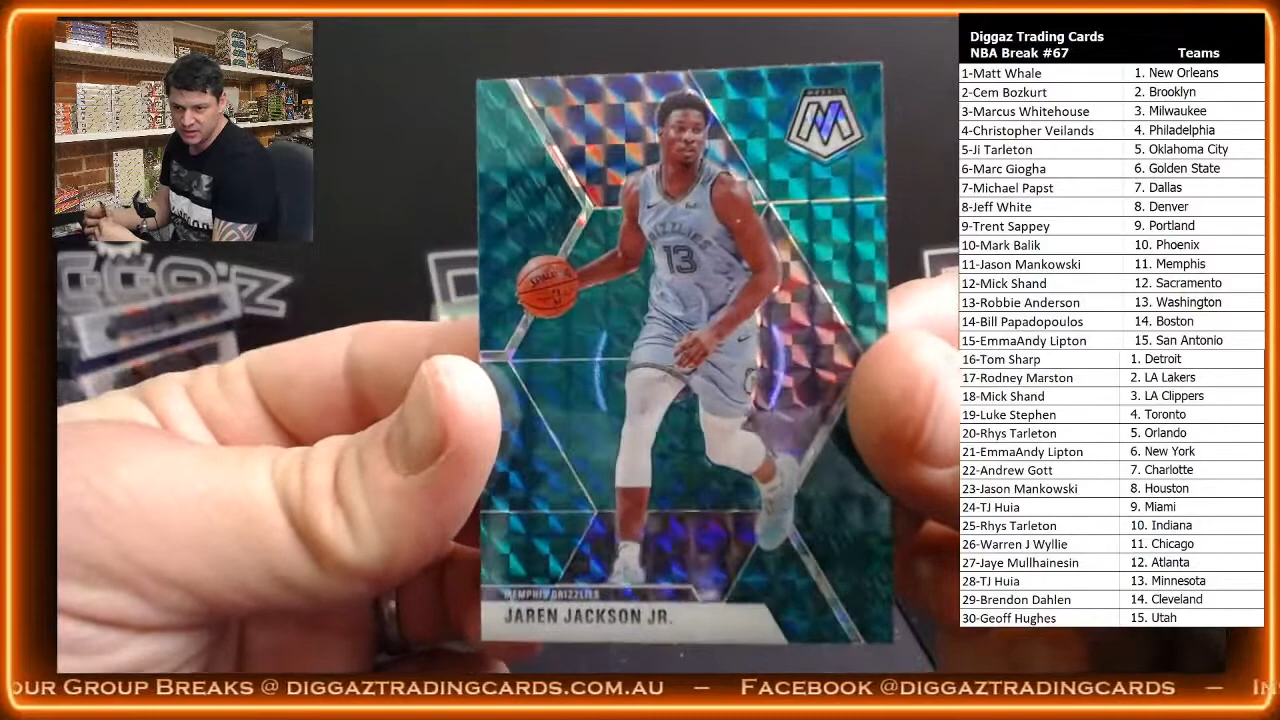 Diggaz Trading Cards
NBA Break #67 Teams
1-Matt Whale 1. New Orleans
2-Cem Bozkurt 2. Brooklyn
3-Marcus Whitehouse 3. Milwaukee
4-Christopher Veilands 4. Philadelphia
5-Ji Tarleton 5. Oklahoma City
6-Marc Giogha 6. Golden State
7-Michael Papst 7. Dallas
8-Jeff White 8. Denver
9-Trent Sappey 9. Portland
10-Mark Balik 10. Phoenix
11-Jason Mankowski 11. Memphis
12-Mick Shand 12. Sacramento
13-Robbie Anderson 13. Washington
14-Bill Papadopoulos 14. Boston
15-EmmaAndy Lipton 15. San Antonio
16-Tom Sharp 1. Detroit
17-Rodney Marston 2. LA Lakers
18-Mick Shand 3. LA Clippers
19-Luke Stephen 4. Toronto
20-Rhys Tarleton 5. Orlando
21-EmmaAndy Lipton 6. New York
22-Andrew Gott 7. Charlotte
23-Jason Mankowski 8. Houston
24-TJ Huia 9. Miami
25-Rhys Tarleton 10. Indiana
26-Warren J Wyllie 11. Chicago
27-Jaye Mullhainesin 12. Atlanta
28-TJ Huia 13. Minnesota
29-Brendon Dahlen 14. Cleveland
30-Geoff Hughes 15. Utah
MOSAIC
M
GRIZZLIES
13
SPALDING
MEMPHIS GRIZZLIES
JAREN JACKSON JR.
OUR GROUP BREAKS @ DIGGAZTRADINGCARDS.COM.AU – FACEBOOK @DIGGAZTRADINGCARDS –